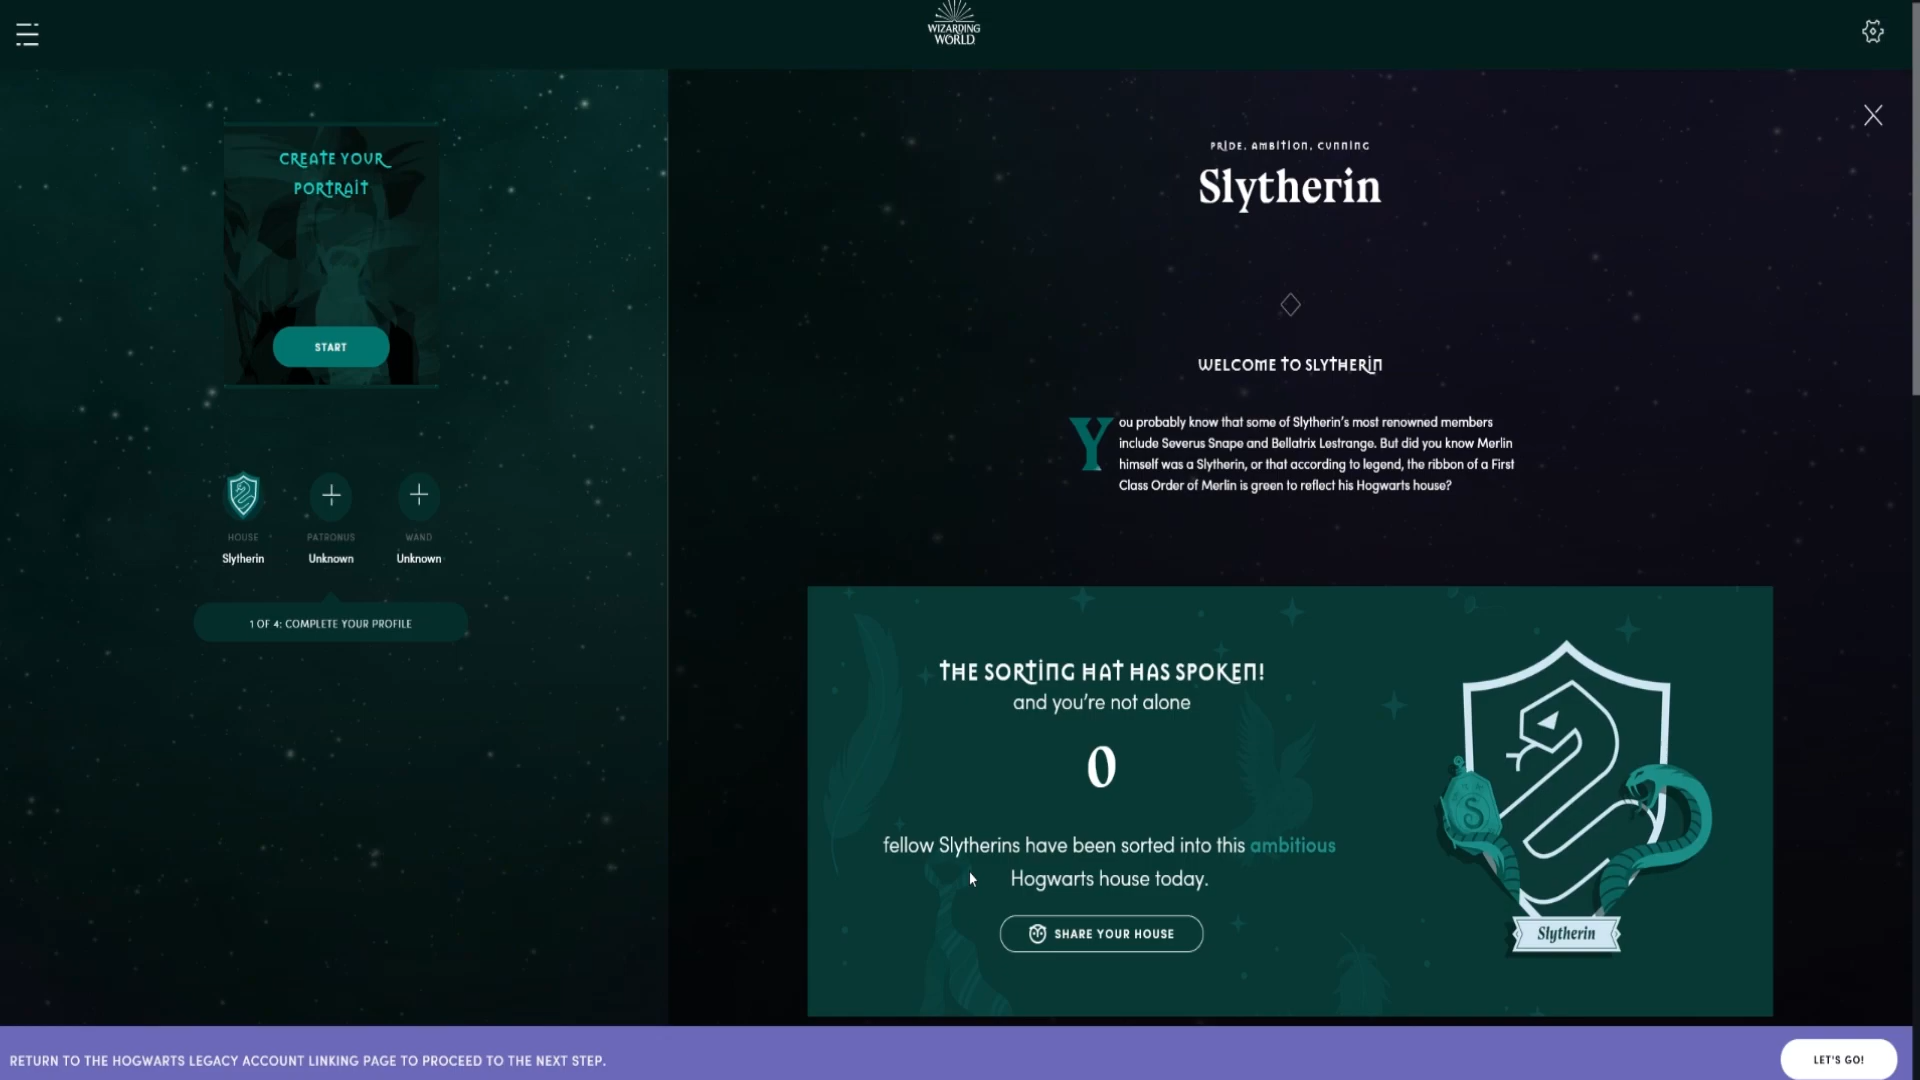 WIZARDING
WORLD
CREATE YOUR
PORTRAIT
START
HOUSE
Slytherin
PATRONUS
Unknown
WAND
Unknown
1 OF 4: COMPLETE YOUR PROFILE
PRIDE, AMBITION, CUNNING
Slytherin
WELCOME TO SLYTHERIN
You probably know that some of Slytherin’s most renowned members
include Severus Snape and Bellatrix Lestrange. But did you know Merlin
himself was a Slytherin, or that according to legend, the ribbon of a First
Class Order of Merlin is green to reflect his Hogwarts house?
THE SORTING HAT HAS SPOKEN!
and you’re not alone
0
fellow Slytherins have been sorted into this ambitious
Hogwarts house today.
SHARE YOUR HOUSE
S
Slytherin
RETURN TO THE HOGWARTS LEGACY ACCOUNT LINKING PAGE TO PROCEED TO THE NEXT STEP.
LET'S GO!